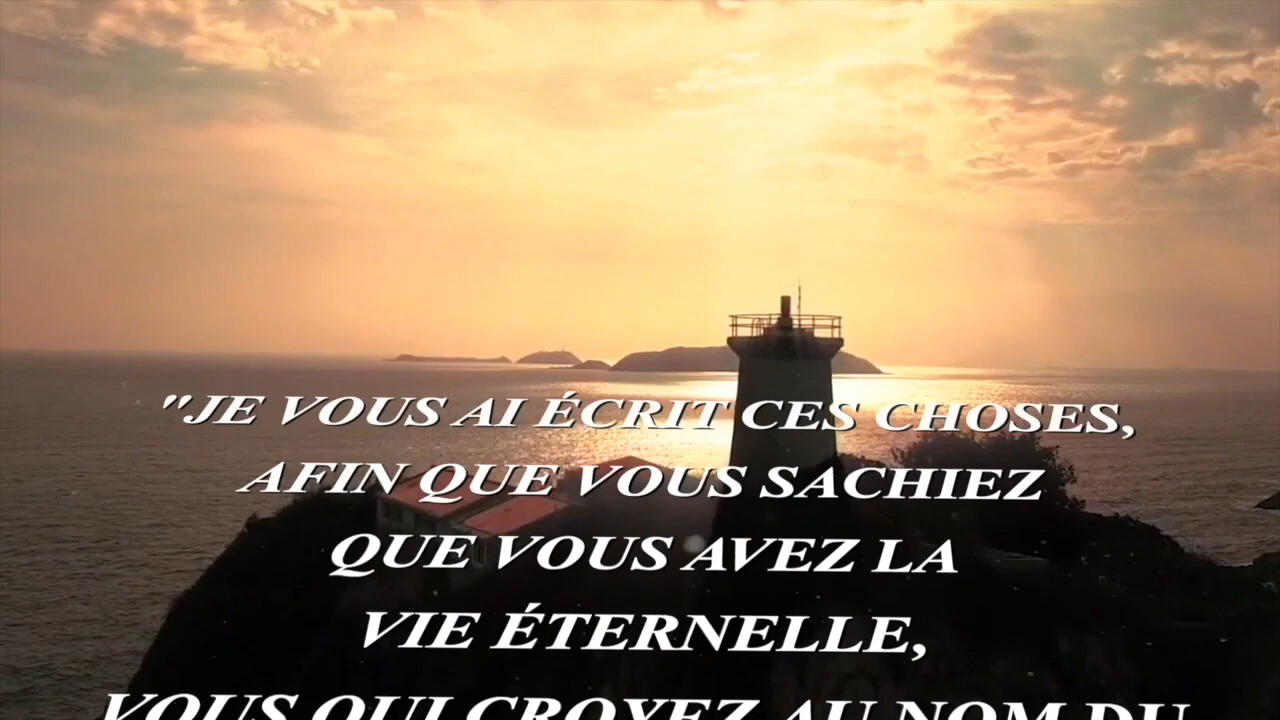 "JE VOUS AI ÉCRIT CES CHOSES,
AFIN QUE VOUS SACHIEZ
QUE VOUS AVEZ LA
VIE ÉTERNELLE,
VOUS QUI CROYEZ AU NOM DU